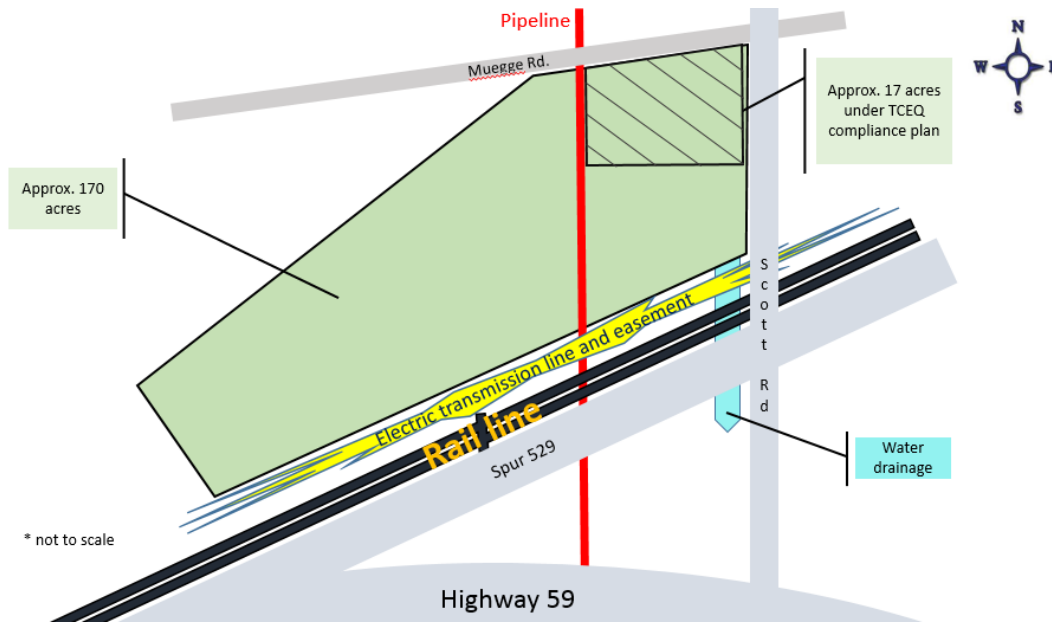 Pipeline
N
W
S
Muegge Rd.
Approx. 17 acres
under TCEQ
compliance plan
Approx. 170
acres
Scott Rd
Electric transmission line and easement
Rail line
Spur 529
Water
drainage
* not to scale
Highway 59